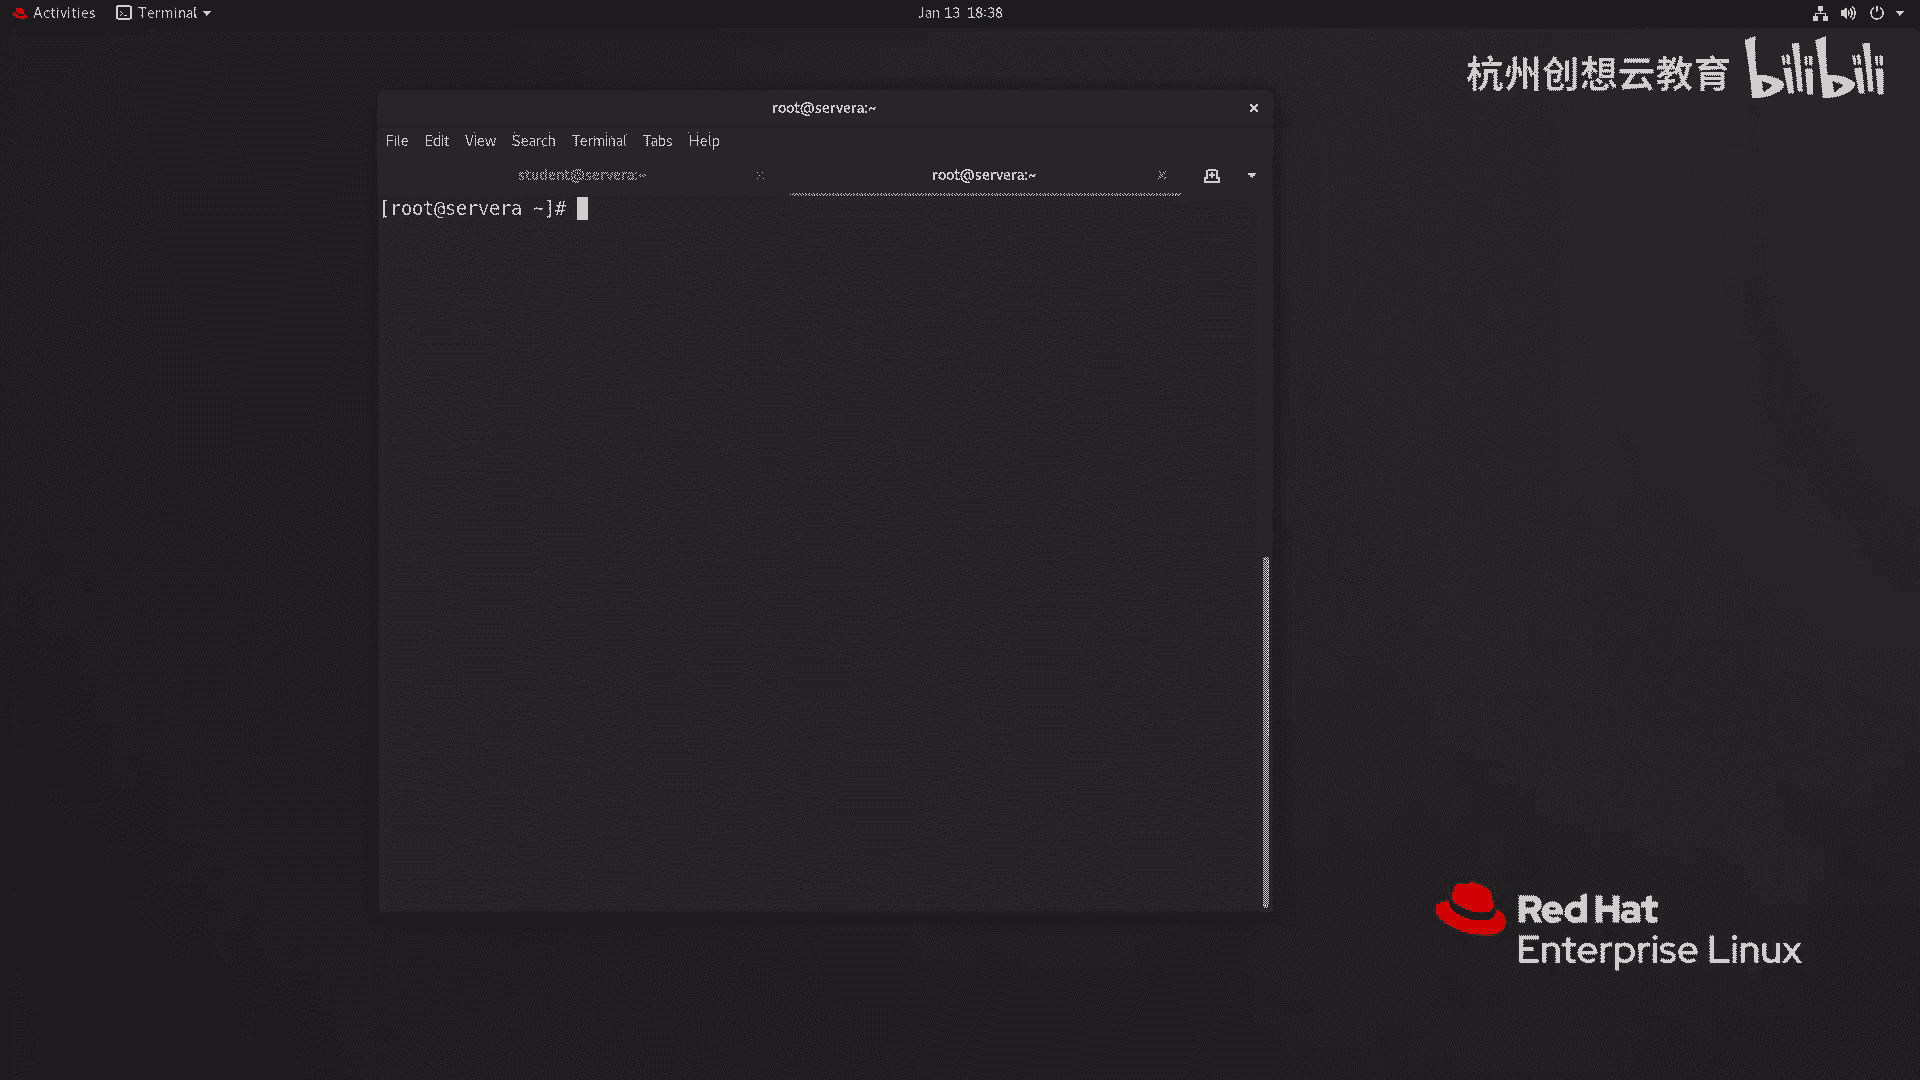 Activities Terminal Jan 13 18:38
杭州创想云教育 bilibili
root@servera:~
File Edit View Search Terminal Tabs Help
student@servera:~ root@servera:~
[root@servera ~]#
Red Hat
Enterprise Linux